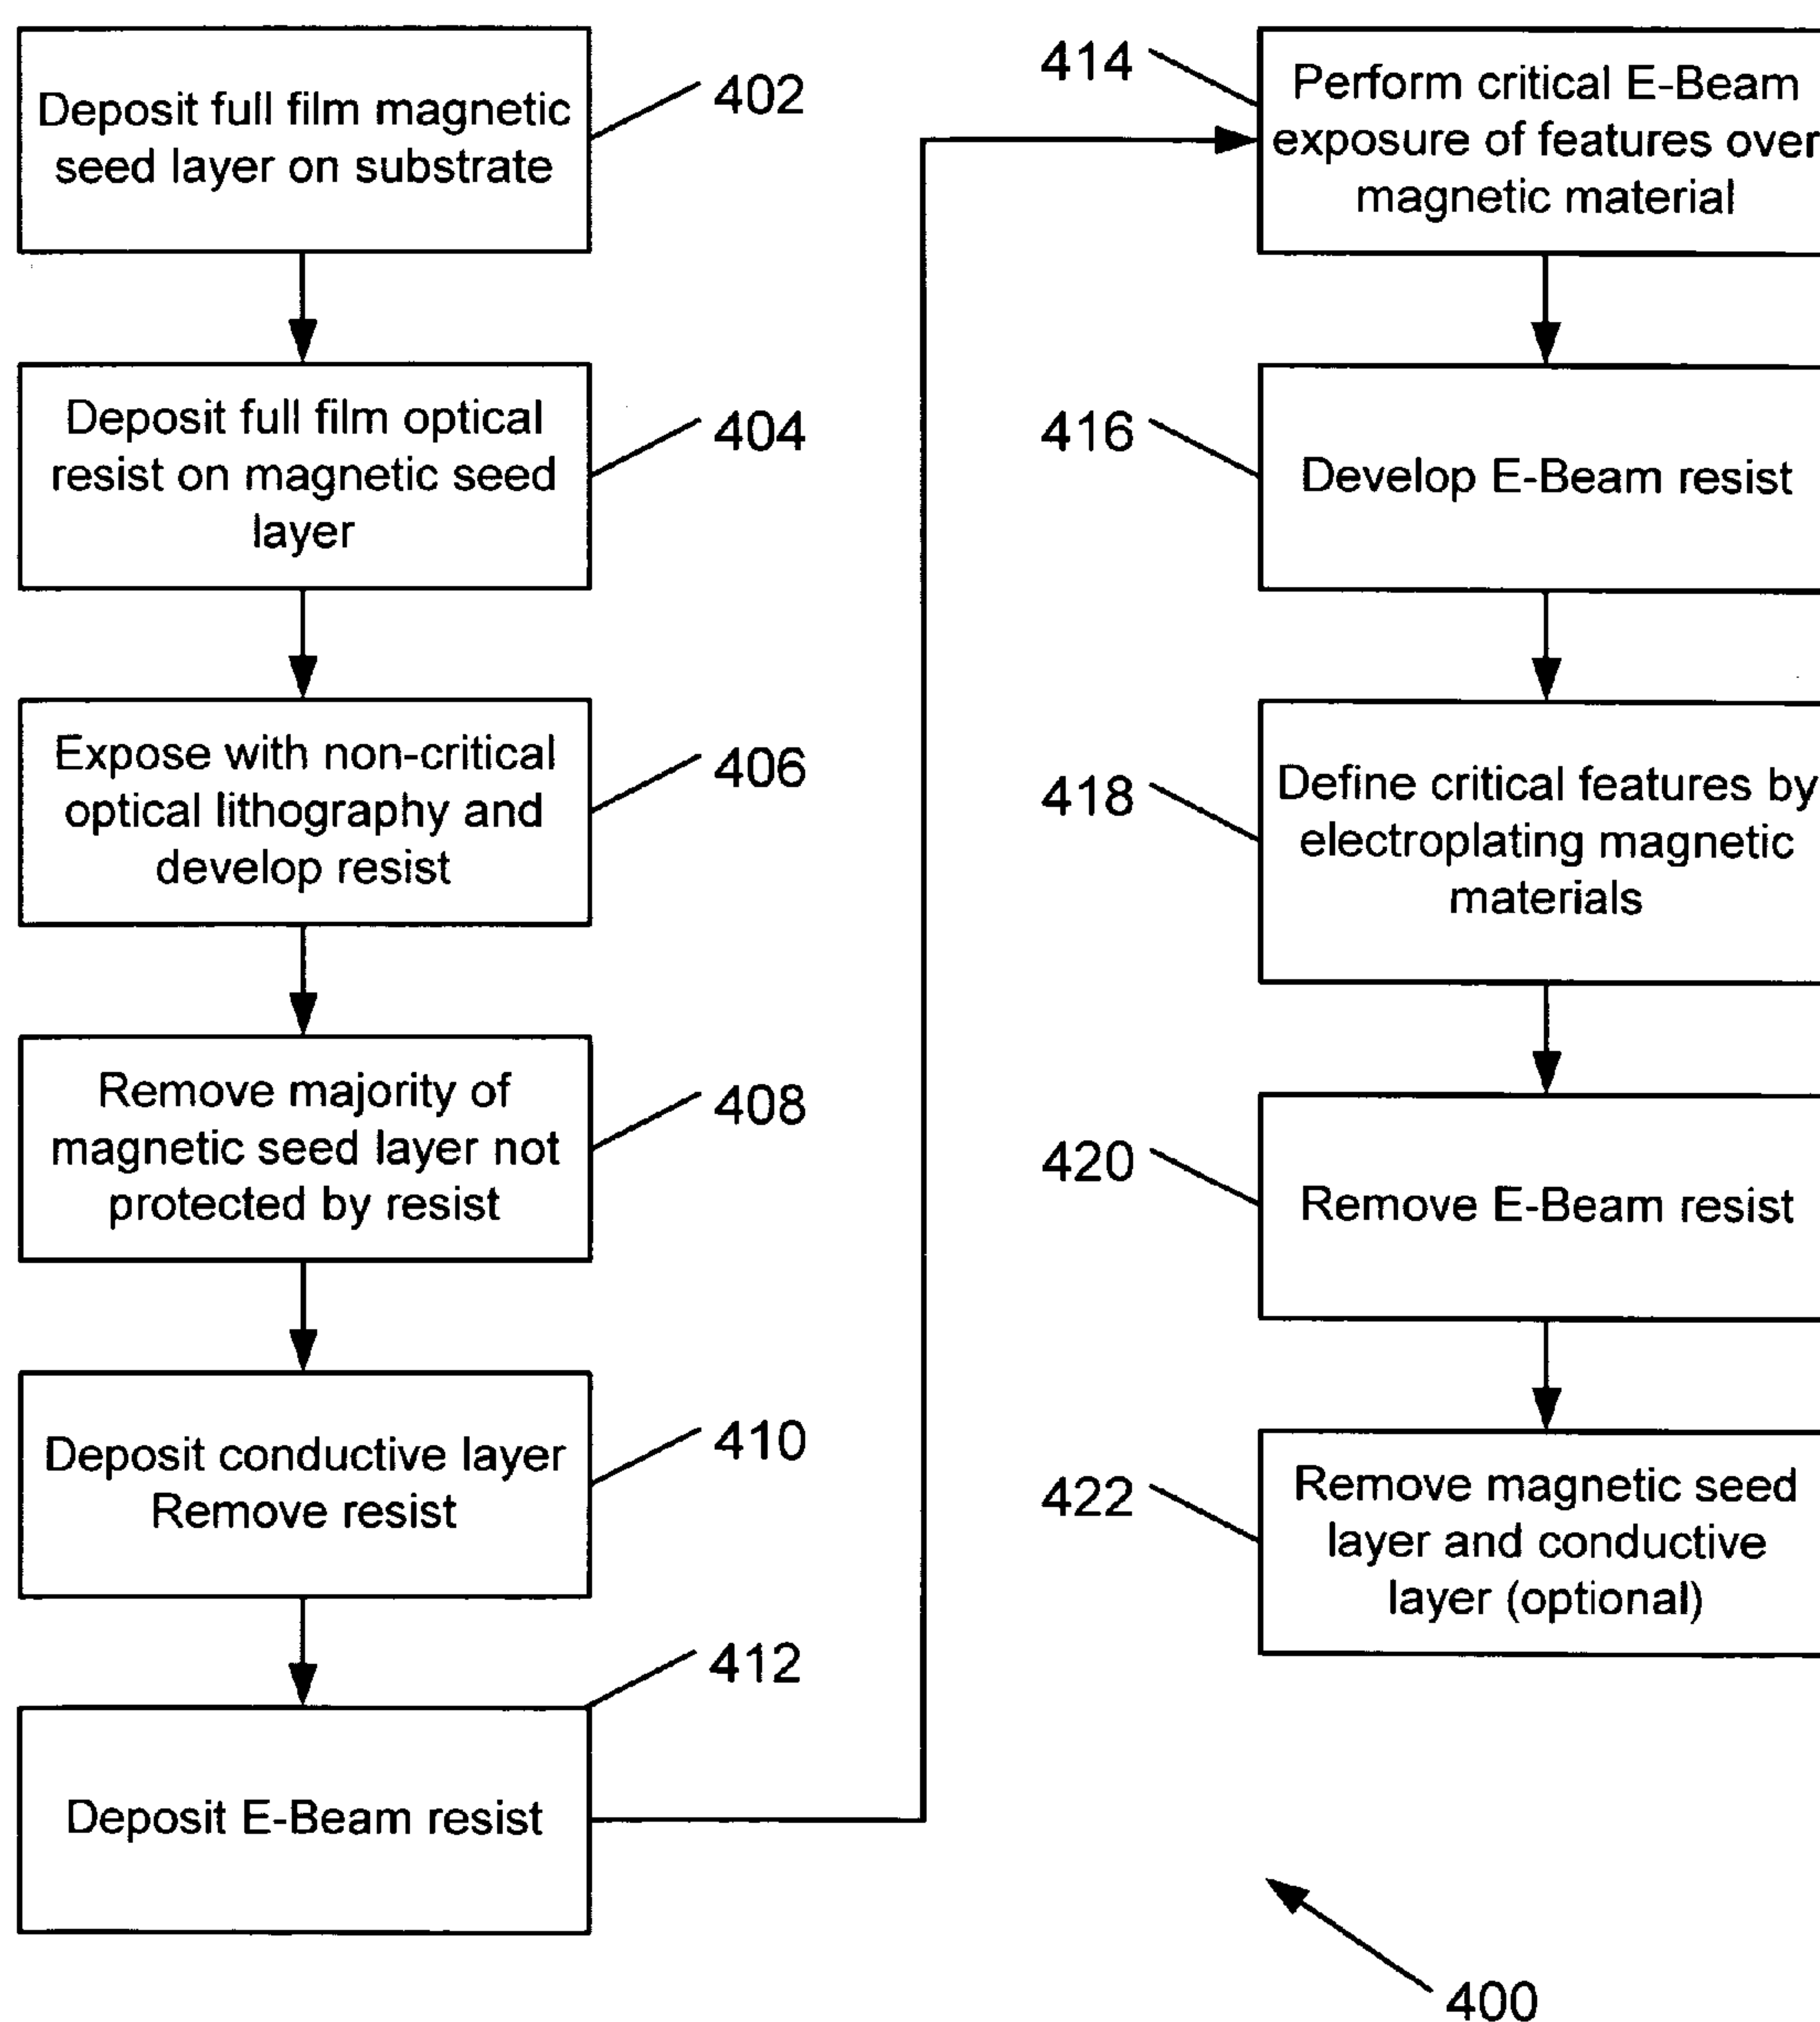 Deposit full film magnetic
seed layer on substrate
402
Deposit full film optical
resist on magnetic seed
layer
404
Expose with non-critical
optical lithography and
develop resist
406
Remove majority of
magnetic seed layer not
protected by resist
408
Deposit conductive layer
Remove resist
410
Deposit E-Beam resist
412
414
Perform critical E-Beam
exposure of features over
magnetic material
416
Develop E-Beam resist
418
Define critical features by
electroplating magnetic
materials
420
Remove E-Beam resist
422
Remove magnetic seed
layer and conductive
layer (optional)
400